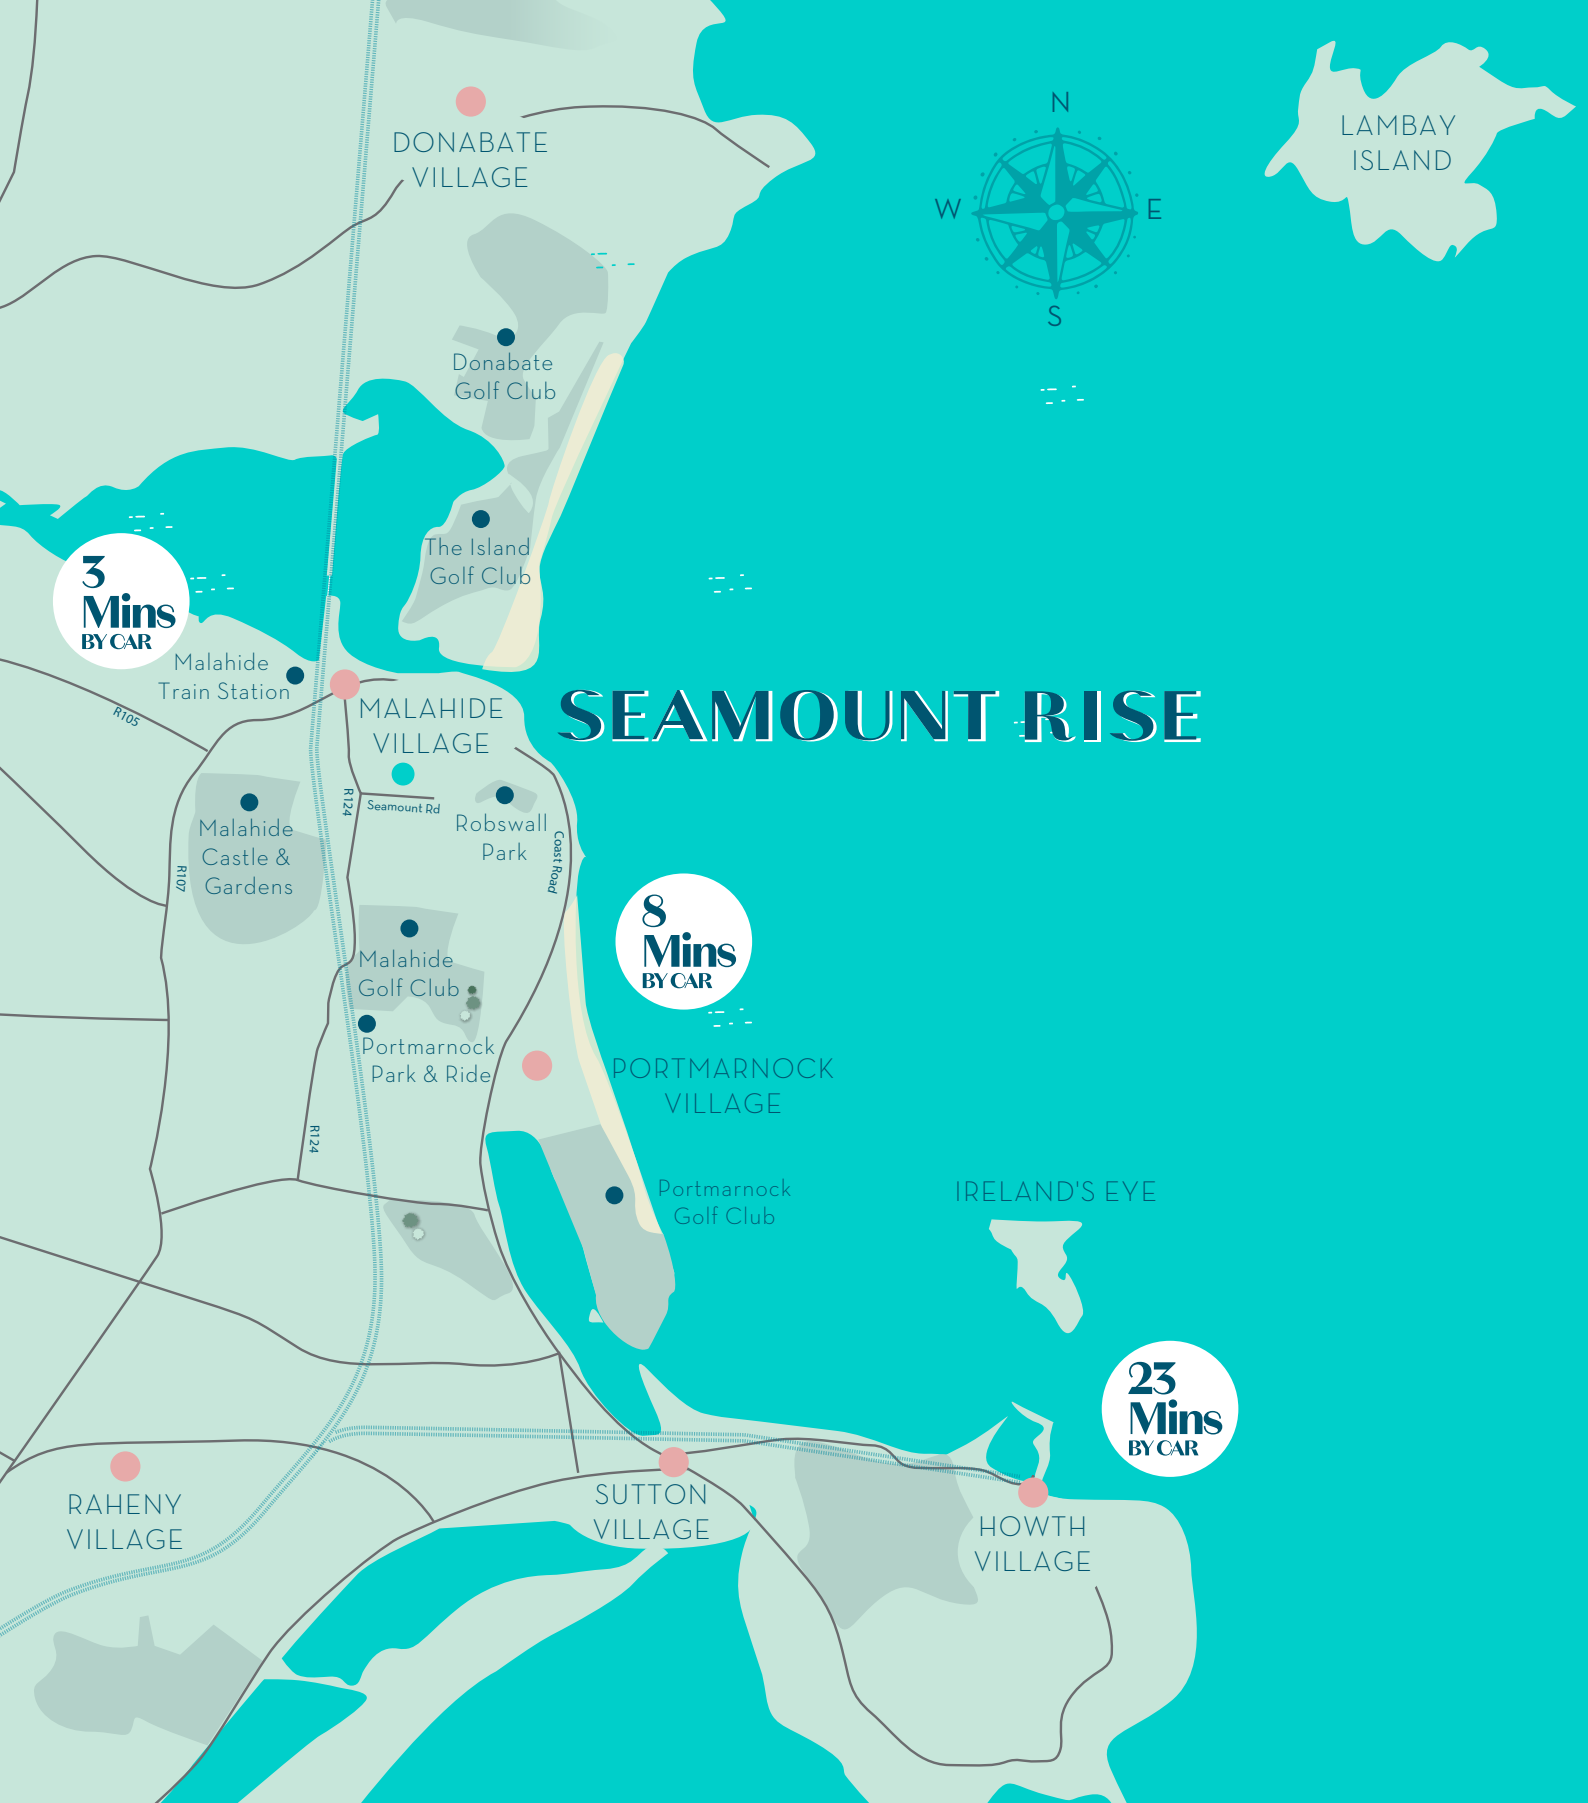 N
LAMBAY
ISLAND
DONABATE
VILLAGE
W
E
S
Donabate
Golf Club
The Island
Golf Club
3
Mins
BY CAR
Malahide
Train Station
R105
MALAHIDE
VILLAGE
SEAMOUNT RISE
R124
Seamount Rd
Malahide
Castle &
Gardens
Robswall
Park
Coast Road
R107
8
Mins
BY CAR
Malahide
Golf Club
Portmarnock
Park & Ride
PORTMARNOCK
VILLAGE
R124
Portmarnock
Golf Club
IRELAND'S EYE
23
Mins
BY CAR
RAHENY
VILLAGE
SUTTON
VILLAGE
HOWTH
VILLAGE